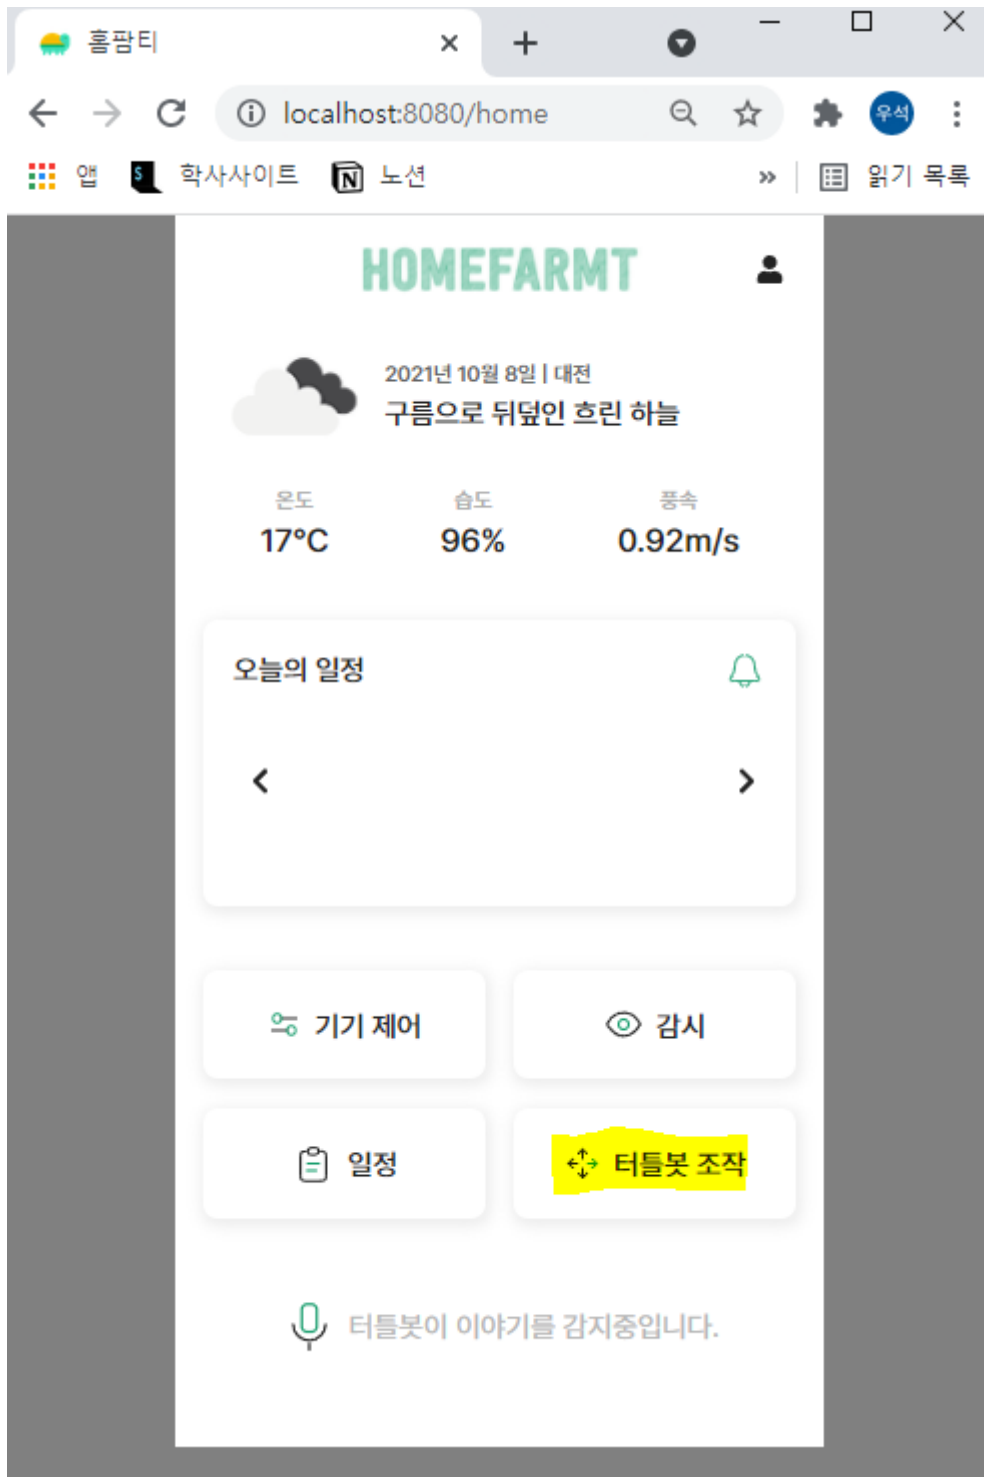 홈팜티
localhost:8080/home
우석
앱 학사사이트 노션 » 읽기 목록
HOMEFARMT
2021년 10월 8일 | 대전
구름으로 뒤덮인 흐린 하늘
온도 습도 풍속
17°C 96% 0.92m/s
오늘의 일정
기기 제어 감시
일정 터틀봇 조작
터틀봇이 이야기를 감지중입니다.